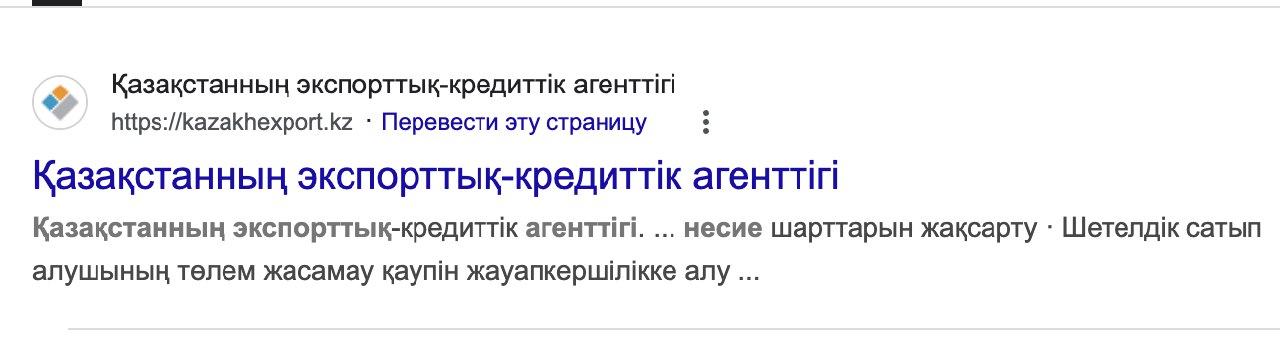 Қазақстанның экспорттық-кредиттік агенттігі
https://kazakhexport.kz · Перевести эту страницу
Қазақстанның экспорттық-кредиттік агенттігі
Қазақстанның экспорттық-кредиттік агенттігі. ... несие шарттарын жақсарту · Шетелдік сатып
алушының төлем жасамау қаупін жауапкершілікке алу ...